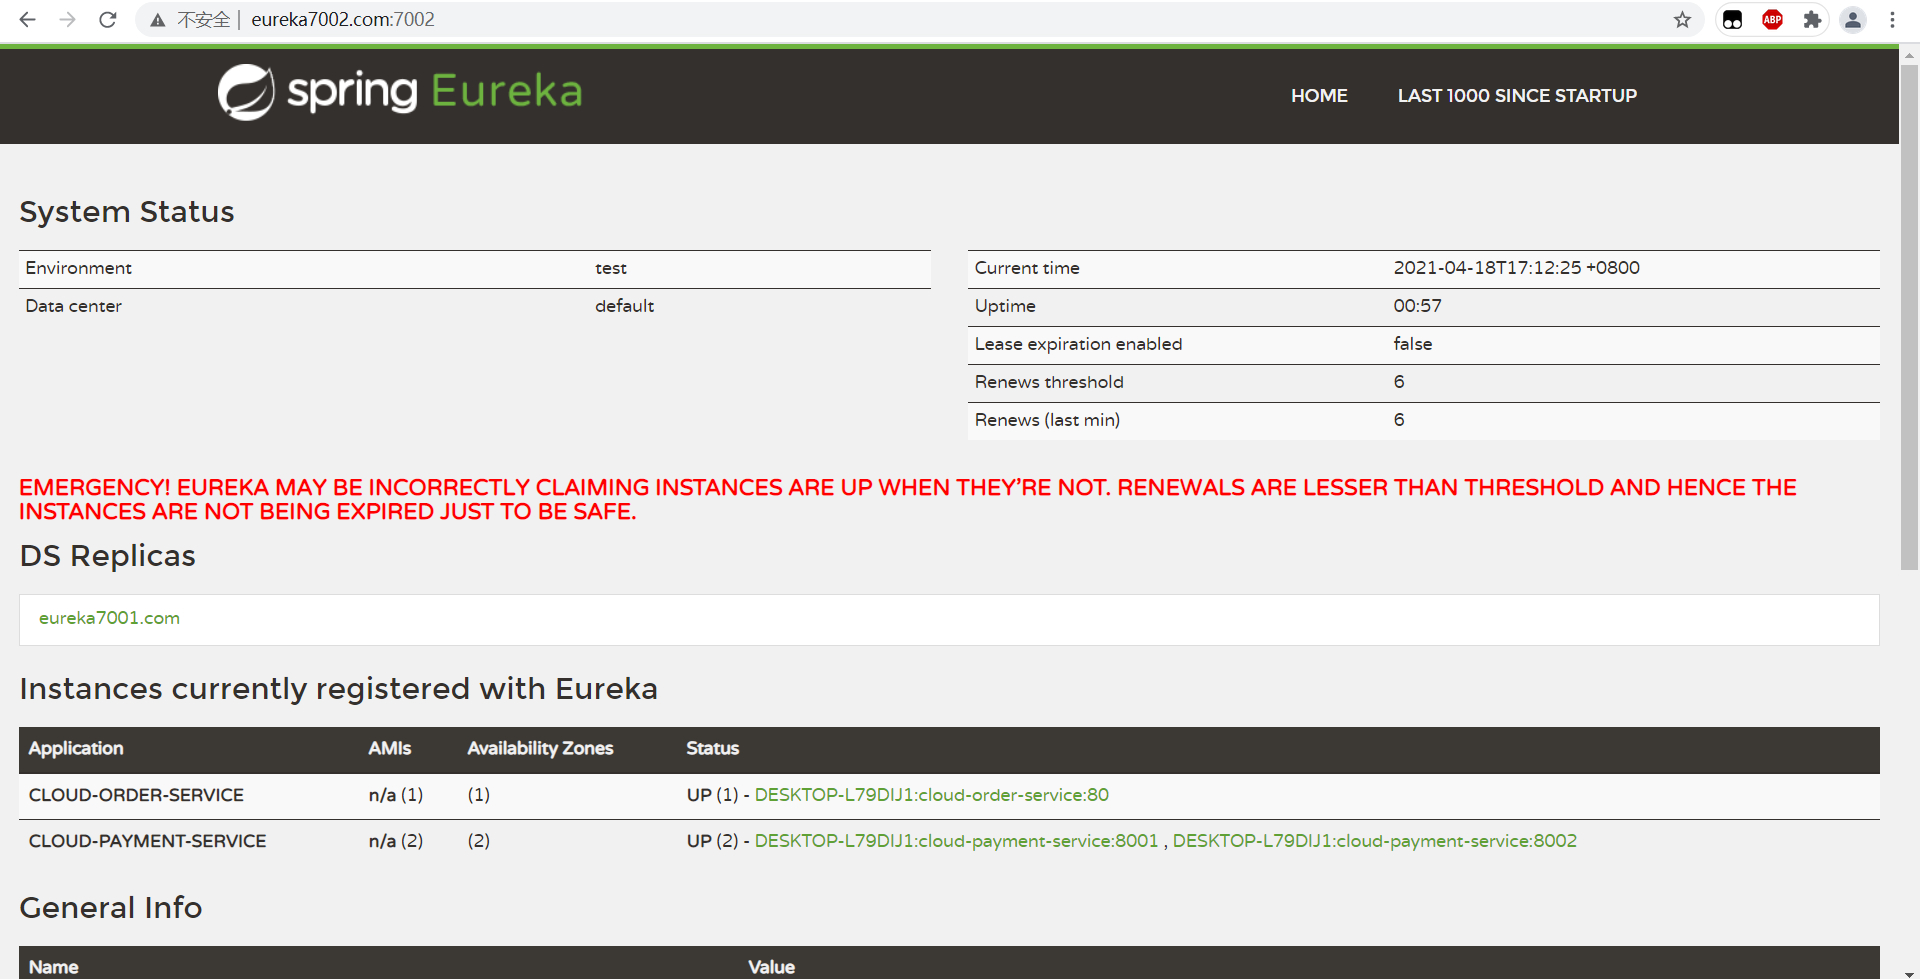 不安全 | eureka7002.com:7002
ABP
spring Eureka
HOME LAST 1000 SINCE STARTUP
System Status
Environment test
Data center default
Current time 2021-04-18T17:12:25 +0800
Uptime 00:57
Lease expiration enabled false
Renews threshold 6
Renews (last min) 6
EMERGENCY! EUREKA MAY BE INCORRECTLY CLAIMING INSTANCES ARE UP WHEN THEY'RE NOT. RENEWALS ARE LESSER THAN THRESHOLD AND HENCE THE
INSTANCES ARE NOT BEING EXPIRED JUST TO BE SAFE.
DS Replicas
eureka7001.com
Instances currently registered with Eureka
Application AMIs Availability Zones Status
CLOUD-ORDER-SERVICE n/a (1) (1) UP (1) - DESKTOP-L79DIJ1:cloud-order-service:80
CLOUD-PAYMENT-SERVICE n/a (2) (2) UP (2) - DESKTOP-L79DIJ1:cloud-payment-service:8001 , DESKTOP-L79DIJ1:cloud-payment-service:8002
General Info
Name Value